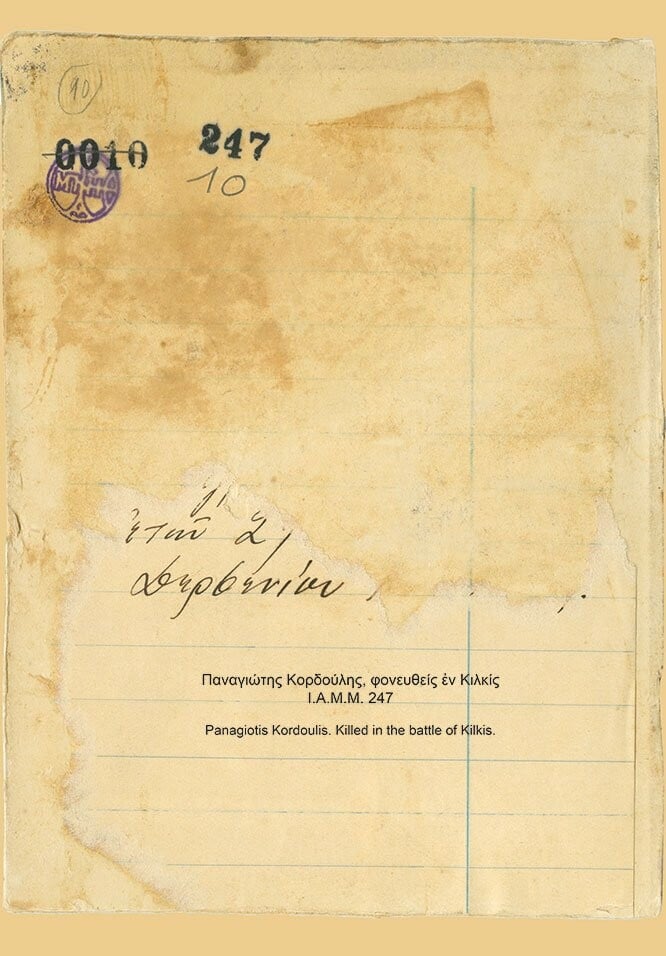 90
0010 247
10
ἐτῶν 2
Δερβενίου
Παναγιώτης Κορδούλης, φονευθείς ἐν Κιλκίς
Ι.Α.Μ.Μ. 247
Panagiotis Kordoulis. Killed in the battle of Kilkis.